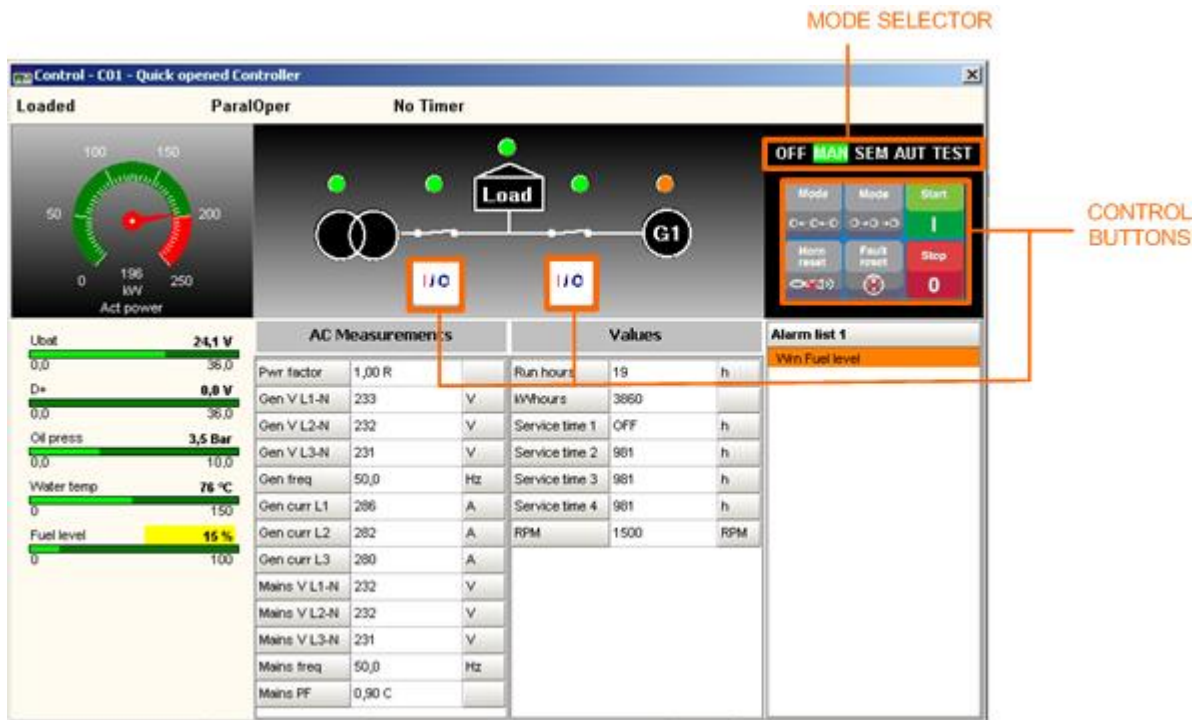 MODE SELECTOR
Control - C01 - Quick opened Controller
Loaded ParalOper No Timer
OFF MAN SEM AUT TEST
50 100 150 200
0 250
196
kW
Act power
Load
G1
I/O I/O
Mode Mode Start
I
Horn reset Fault reset Stop
0
CONTROL
BUTTONS
Ubat 24,1 V
0,0 36,0
D+ 0,0 V
0,0 36,0
Oil press 3,5 Bar
0,0 10,0
Water temp 76 °C
0 150
Fuel level 15 %
0 100
AC Measurements
Pwr factor 1,00 R
Gen V L1-N 233 V
Gen V L2-N 232 V
Gen V L3-N 231 V
Gen freq 50,0 Hz
Gen curr L1 286 A
Gen curr L2 282 A
Gen curr L3 280 A
Mains V L1-N 232 V
Mains V L2-N 232 V
Mains V L3-N 231 V
Mains freq 50,0 Hz
Mains PF 0,90 C
Values
Run hours 19 h
kWhours 3860
Service time 1 OFF h
Service time 2 981 h
Service time 3 981 h
Service time 4 981 h
RPM 1500 RPM
Alarm list 1
Wrn Fuel level